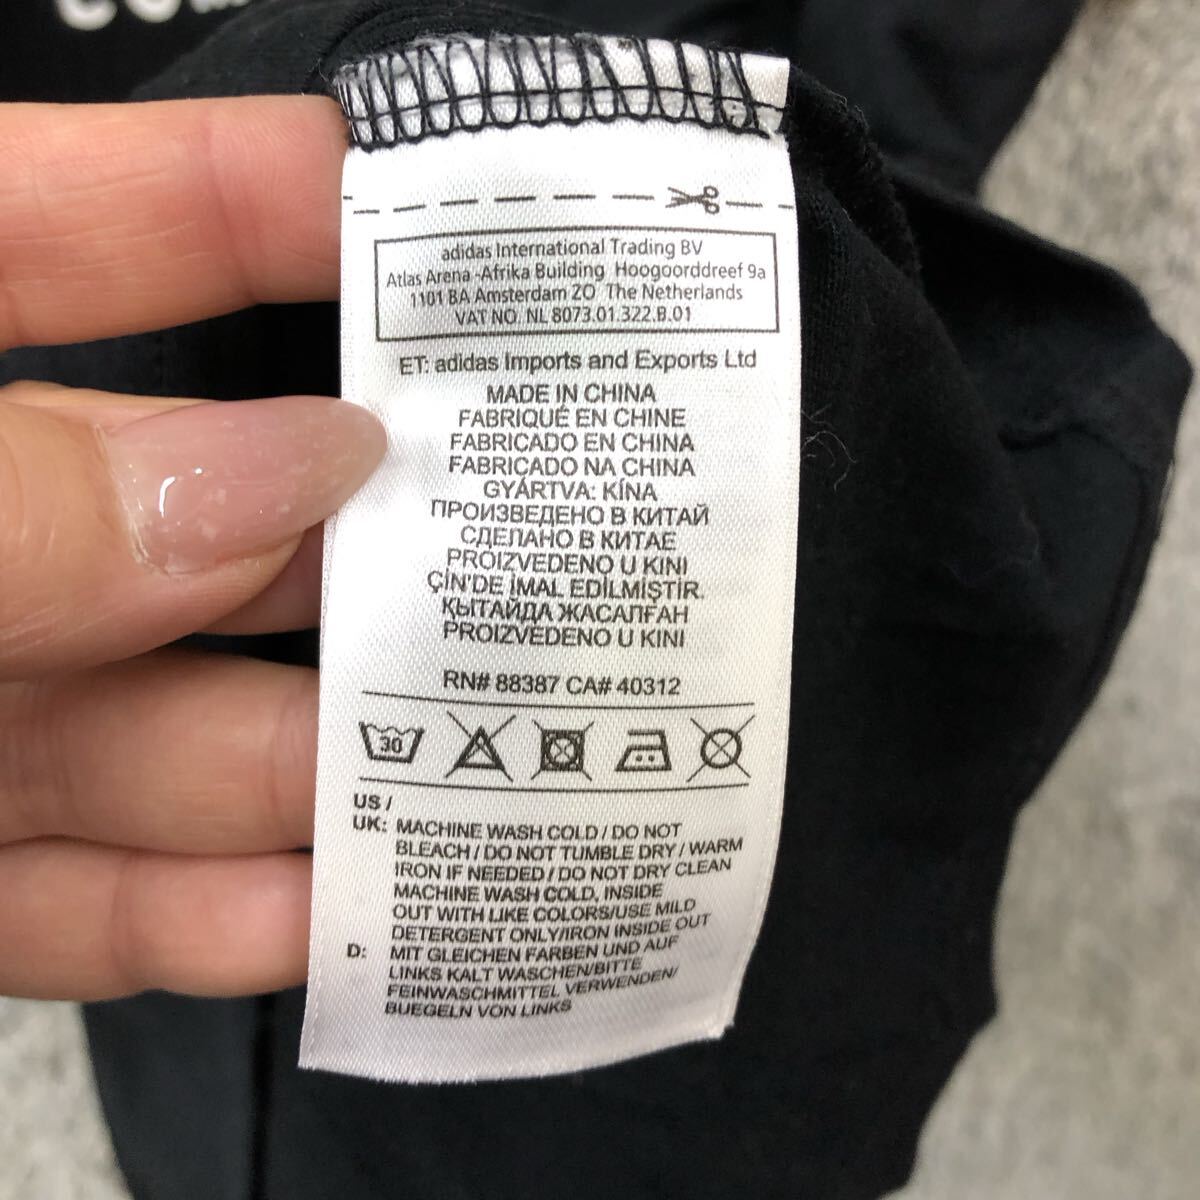 adidas International Trading BV
Atlas Arena -Afrika Building Hoogoorddreef 9a
1101 BA Amsterdam ZO The Netherlands
VAT NO. NL 8073.01.322.B.01
ET: adidas Imports and Exports Ltd
MADE IN CHINA
FABRIQUÉ EN CHINE
FABRICADO EN CHINA
FABRICADO NA CHINA
GYÁRTVA: KÍNA
ПРОИЗВЕДЕНО В КИТАЙ
СДЕЛАНО В КИТАЕ
PROIZVEDENO U KINI
ÇİN'DE İMAL EDİLMİŞTİR.
ҚЫТАЙДА ЖАСАЛҒАН
PROIZVEDENO U KINI
RN# 88387 CA# 40312
30
US /
UK: MACHINE WASH COLD / DO NOT
BLEACH / DO NOT TUMBLE DRY / WARM
IRON IF NEEDED / DO NOT DRY CLEAN
MACHINE WASH COLD, INSIDE
OUT WITH LIKE COLORS/USE MILD
DETERGENT ONLY/IRON INSIDE OUT
D: MIT GLEICHEN FARBEN UND AUF
LINKS KALT WASCHEN/BITTE
FEINWASCHMITTEL VERWENDEN/
BUEGELN VON LINKS